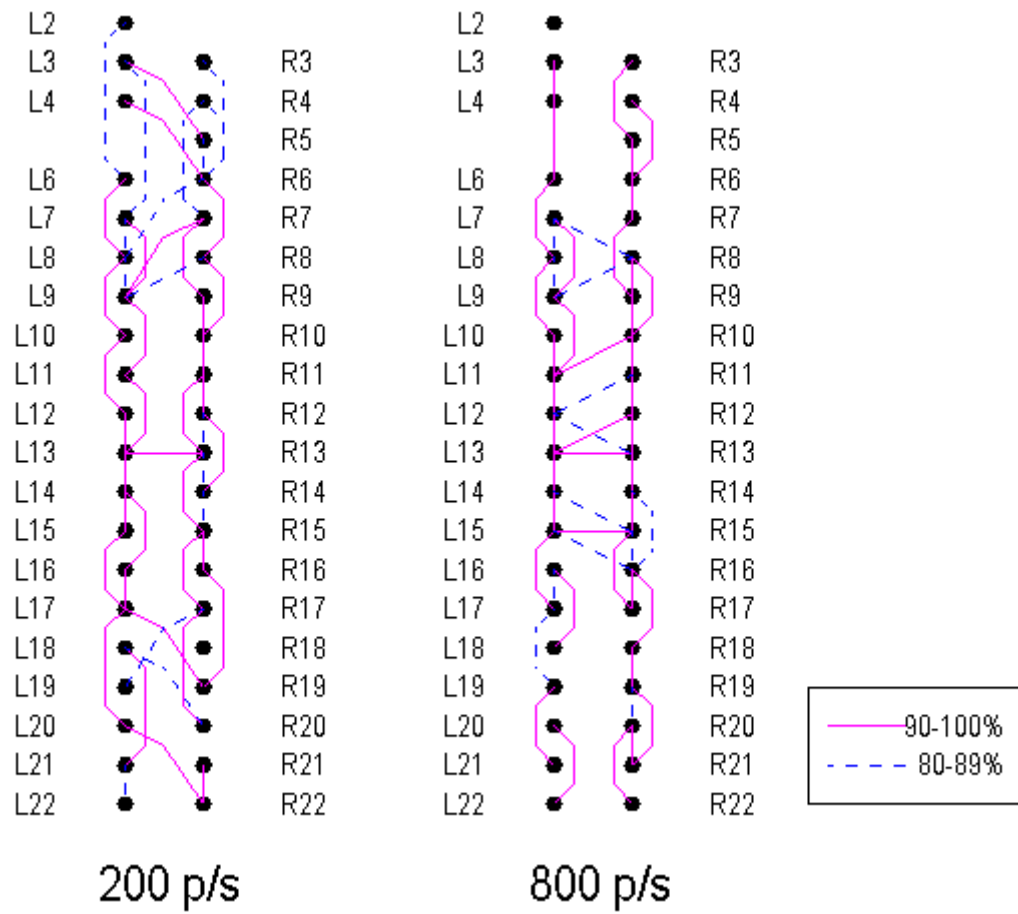 L2 L2
L3 R3 L3 R3
L4 R4 L4 R4
R5 R5
L6 R6 L6 R6
L7 R7 L7 R7
L8 R8 L8 R8
L9 R9 L9 R9
L10 R10 L10 R10
L11 R11 L11 R11
L12 R12 L12 R12
L13 R13 L13 R13
L14 R14 L14 R14
L15 R15 L15 R15
L16 R16 L16 R16
L17 R17 L17 R17
L18 R18 L18 R18
L19 R19 L19 R19
L20 R20 L20 R20
L21 R21 L21 R21
L22 R22 L22 R22
90-100%
80-89%
200 p/s 800 p/s